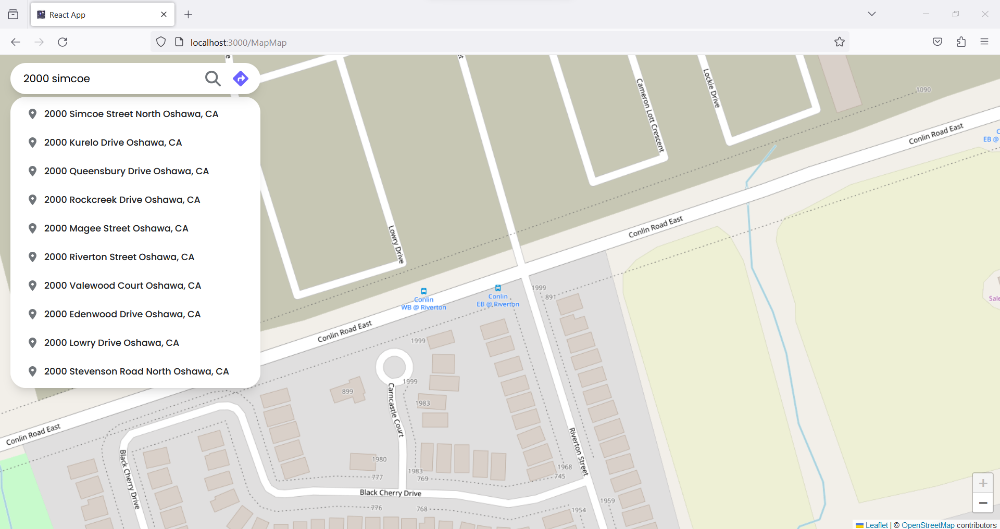 React App
localhost:3000/MapMap
2000 simcoe
2000 Simcoe Street North Oshawa, CA
2000 Kurelo Drive Oshawa, CA
2000 Queensbury Drive Oshawa, CA
2000 Rockcreek Drive Oshawa, CA
2000 Magee Street Oshawa, CA
2000 Riverton Street Oshawa, CA
2000 Valewood Court Oshawa, CA
2000 Edenwood Drive Oshawa, CA
2000 Lowry Drive Oshawa, CA
2000 Stevenson Road North Oshawa, CA
Cameron Lott Crescent
Lockie Drive
1090
Conlin Road East
EB @
Conlin Road East
Lowry Drive
Conlin
WB @ Riverton
Conlin
EB @ Riverton
1999
891
Sale
Conlin Road East
1999
1999
899
1983
Carncastle Court
Conlin Road East
Riverton Street
Black Cherry Drive
1980
1983
777
769
1968
745
Black Cherry Drive
776
768
1959
1954
+
−
Leaflet | © OpenStreetMap contributors